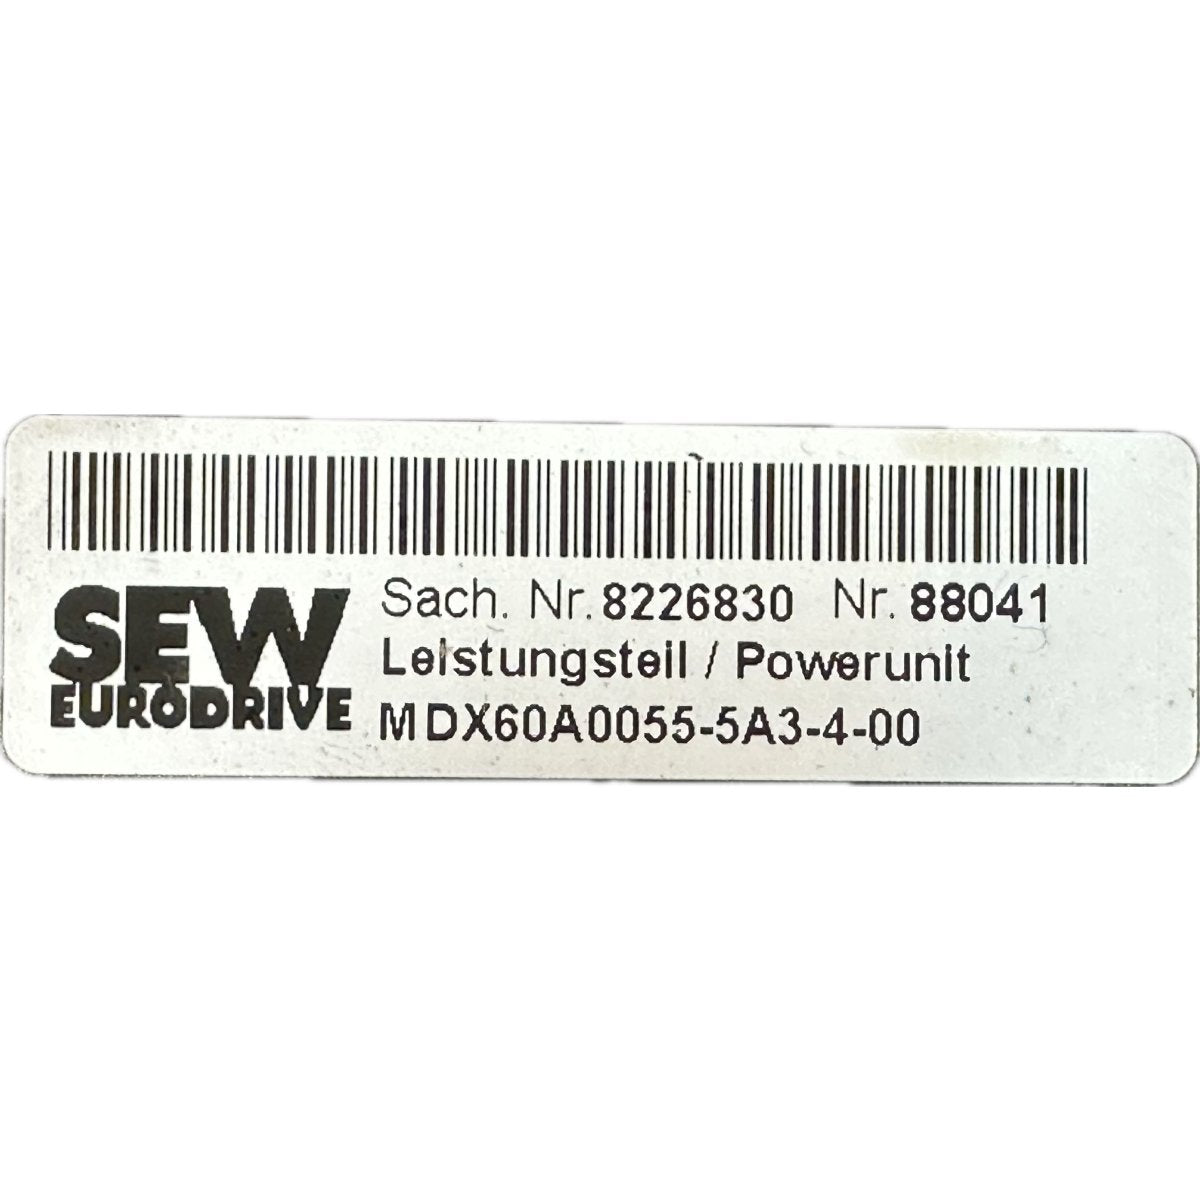 SEW
EURODRIVE
Sach. Nr. 8226830 Nr. 88041
Leistungsteil / Powerunit
MDX60A0055-5A3-4-00